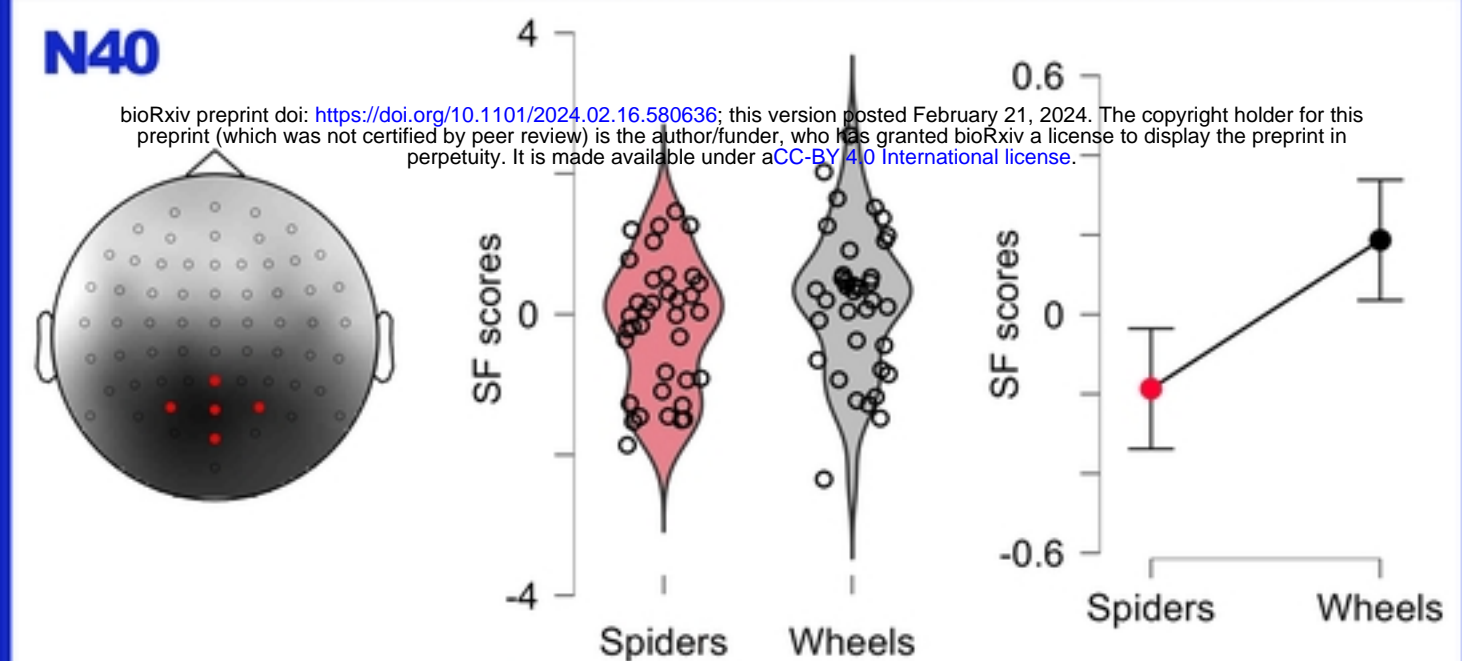 N40
bioRxiv preprint doi: https://doi.org/10.1101/2024.02.16.580636; this version posted February 21, 2024. The copyright holder for this
preprint (which was not certified by peer review) is the author/funder, who has granted bioRxiv a license to display the preprint in
perpetuity. It is made available under aCC-BY 4.0 International license.
4
0
-4
SF scores
Spiders
Wheels
0.6
0
-0.6
SF scores
Spiders
Wheels